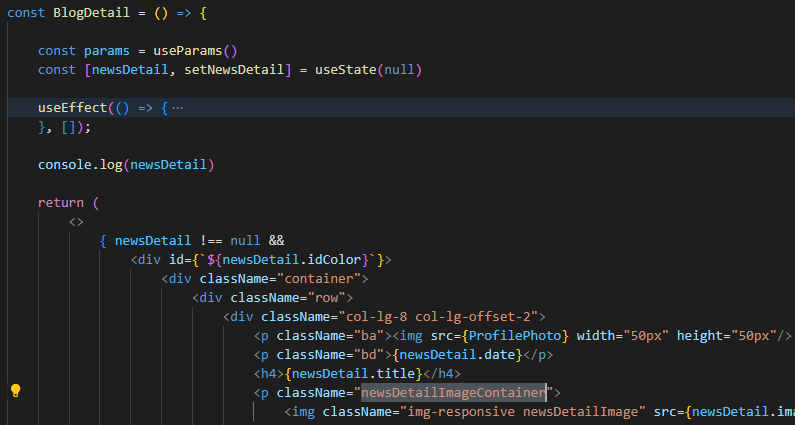 const BlogDetail = () => {
const params = useParams()
const [newsDetail, setNewsDetail] = useState(null)
useEffect(() => { ···
}, []);
console.log(newsDetail)
return (
<>
{ newsDetail !== null &&
<div id={`${newsDetail.idColor}`}>
<div className="container">
<div className="row">
<div className="col-lg-8 col-lg-offset-2">
<p className="ba"><img src={ProfilePhoto} width="50px" height="50px"/>
<p className="bd">{newsDetail.date}</p>
<h4>{newsDetail.title}</h4>
<p className="newsDetailImageContainer">
<img className="img-responsive newsDetailImage" src={newsDetail.ima